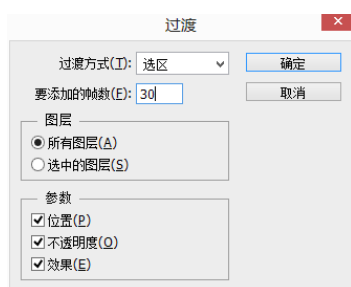 过渡
过渡方式(T): 选区 确定
要添加的帧数(F): 30 取消
图层
所有图层(A)
选中的图层(S)
参数
位置(P)
不透明度(O)
效果(E)